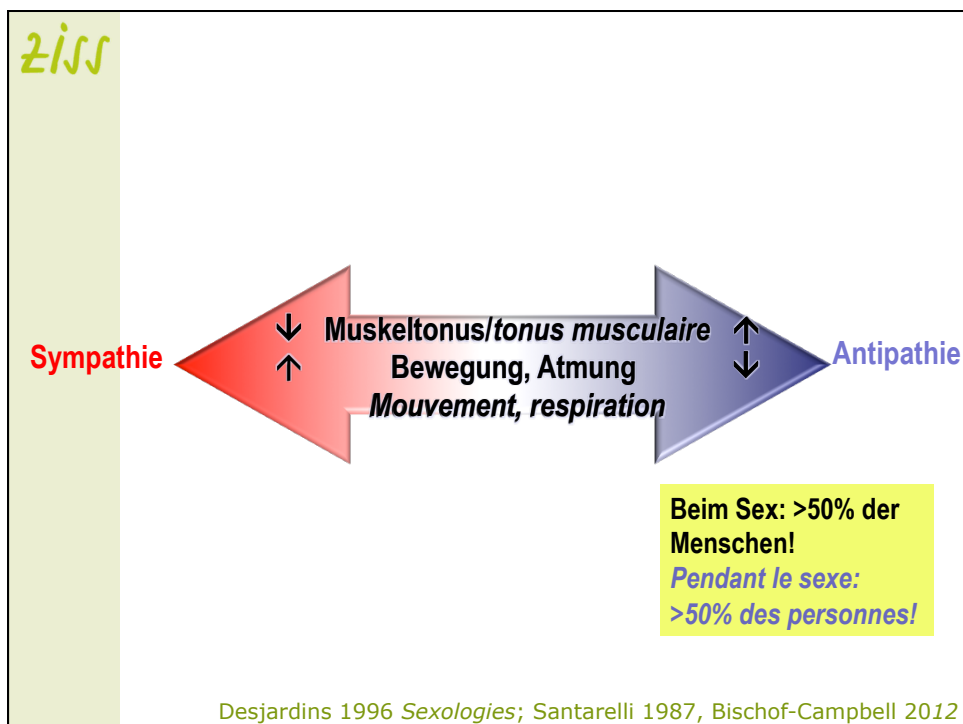 ziss
↓ Muskeltonus/tonus musculaire ↑
Sympathie ↑ Bewegung, Atmung ↓ Antipathie
Mouvement, respiration
Beim Sex: >50% der
Menschen!
Pendant le sexe:
>50% des personnes!
Desjardins 1996 Sexologies; Santarelli 1987, Bischof-Campbell 2012